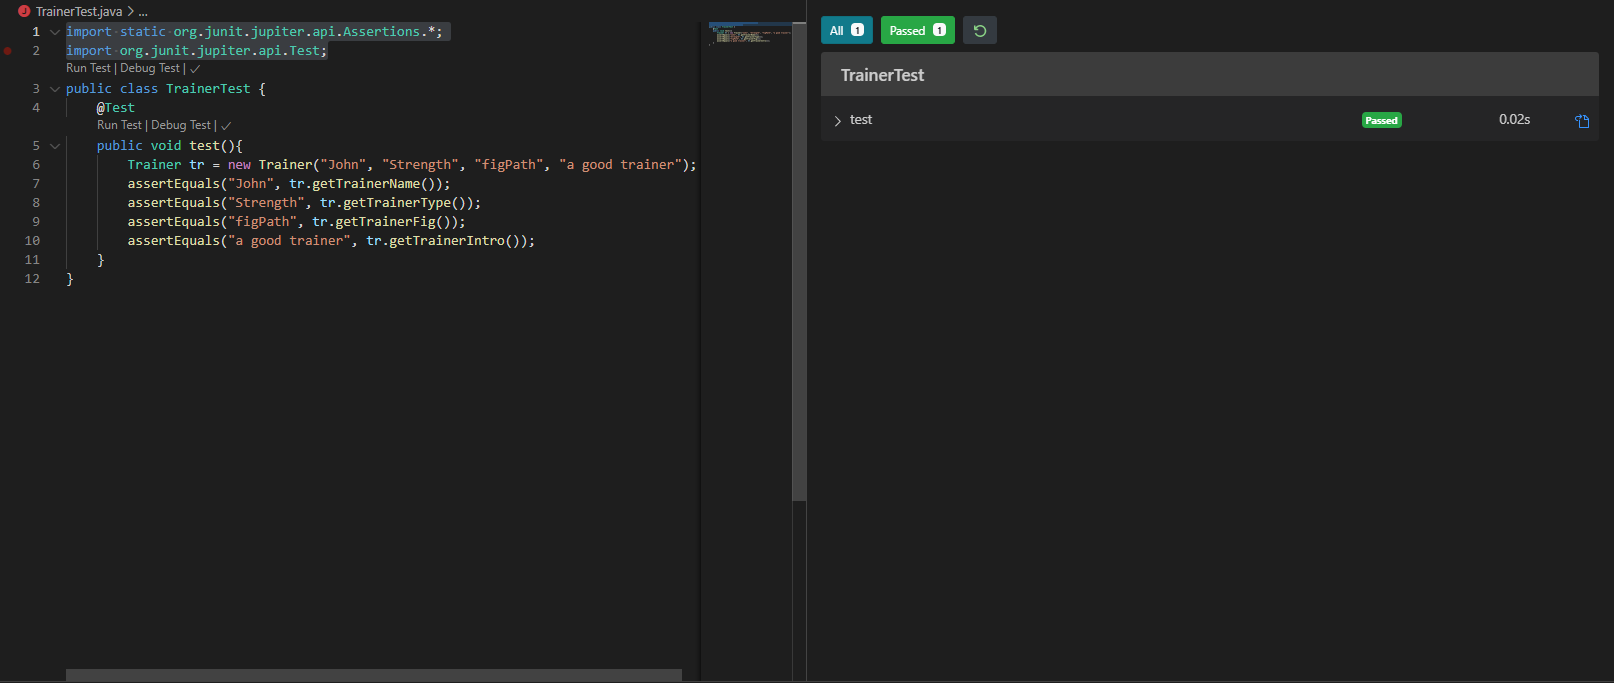 TrainerTest.java > ...
1 import static org.junit.jupiter.api.Assertions.*;
2 import org.junit.jupiter.api.Test;
Run Test | Debug Test | ✓
3 public class TrainerTest {
4 @Test
Run Test | Debug Test | ✓
5 public void test(){
6 Trainer tr = new Trainer("John", "Strength", "figPath", "a good trainer");
7 assertEquals("John", tr.getTrainerName());
8 assertEquals("Strength", tr.getTrainerType());
9 assertEquals("figPath", tr.getTrainerFig());
10 assertEquals("a good trainer", tr.getTrainerIntro());
11 }
12 }
All 1 Passed 1
TrainerTest
test Passed 0.02s